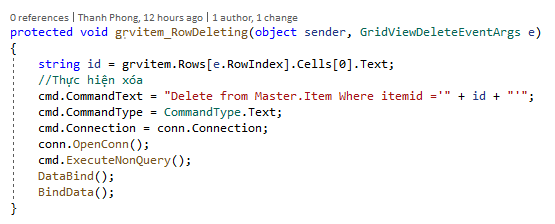 0 references | Thanh Phong, 12 hours ago | 1 author, 1 change
protected void grvitem_RowDeleting(object sender, GridViewDeleteEventArgs e)
{
string id = grvitem.Rows[e.RowIndex].Cells[0].Text;
//Thực hiện xóa
cmd.CommandText = "Delete from Master.Item Where itemid ='" + id + "'";
cmd.CommandType = CommandType.Text;
cmd.Connection = conn.Connection;
conn.OpenConn();
cmd.ExecuteNonQuery();
DataBind();
BindData();
}